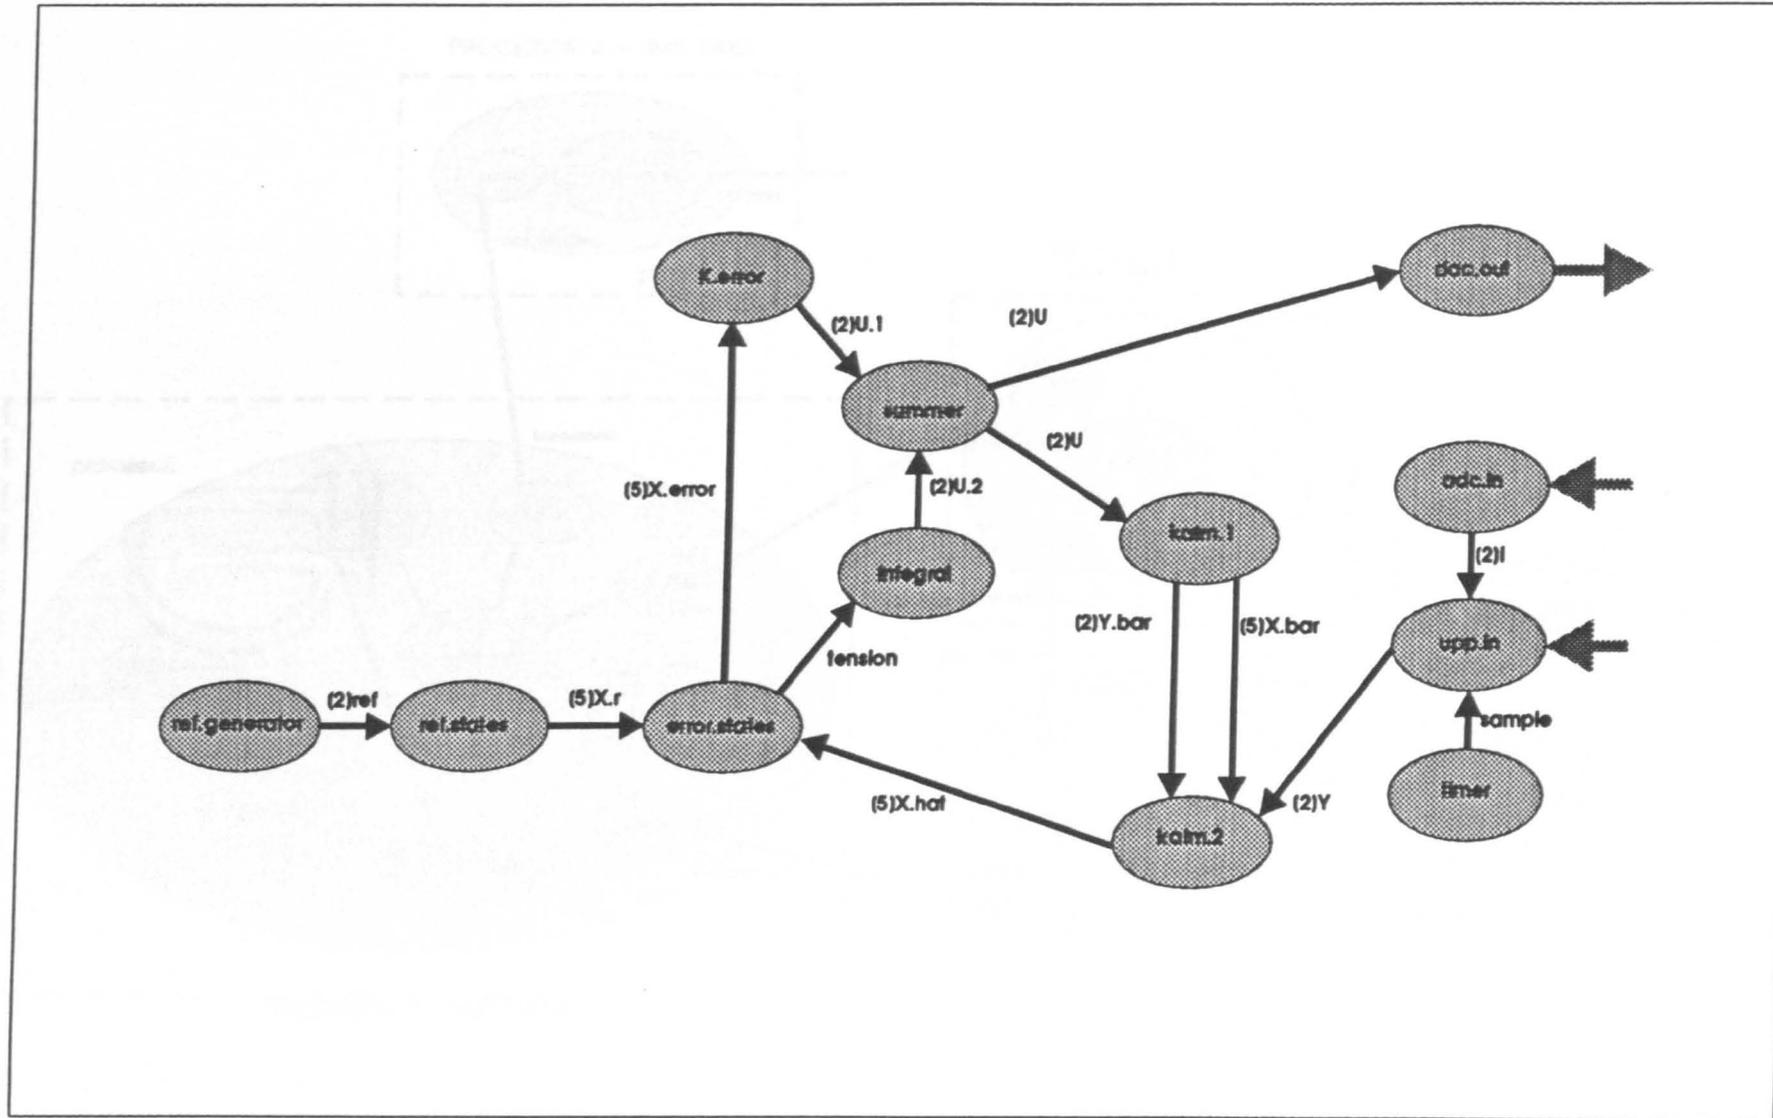 K.error
dac.out
(2)U.1
(2)U
summer
(2)U
adc.in
(5)X.error
(2)U.2
kalm.1
(2)I
integral
(2)Y.bar
(5)X.bar
upp.in
tension
(2)ref
(5)X.r
ref.generator
ref.states
error.states
sample
timer
(5)X.hat
(2)Y
kalm.2